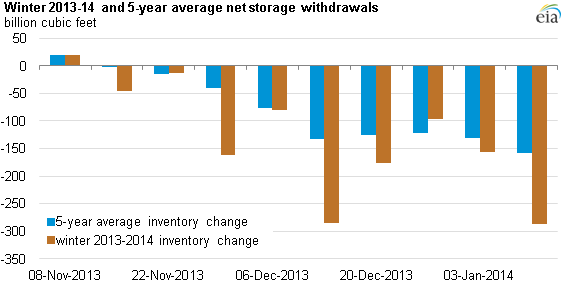 Winter 2013-14 and 5-year average net storage withdrawals
billion cubic feet
eia
50
0
-50
-100
-150
-200
-250
-300
-350
5-year average inventory change
winter 2013-2014 inventory change
08-Nov-2013 22-Nov-2013 06-Dec-2013 20-Dec-2013 03-Jan-2014